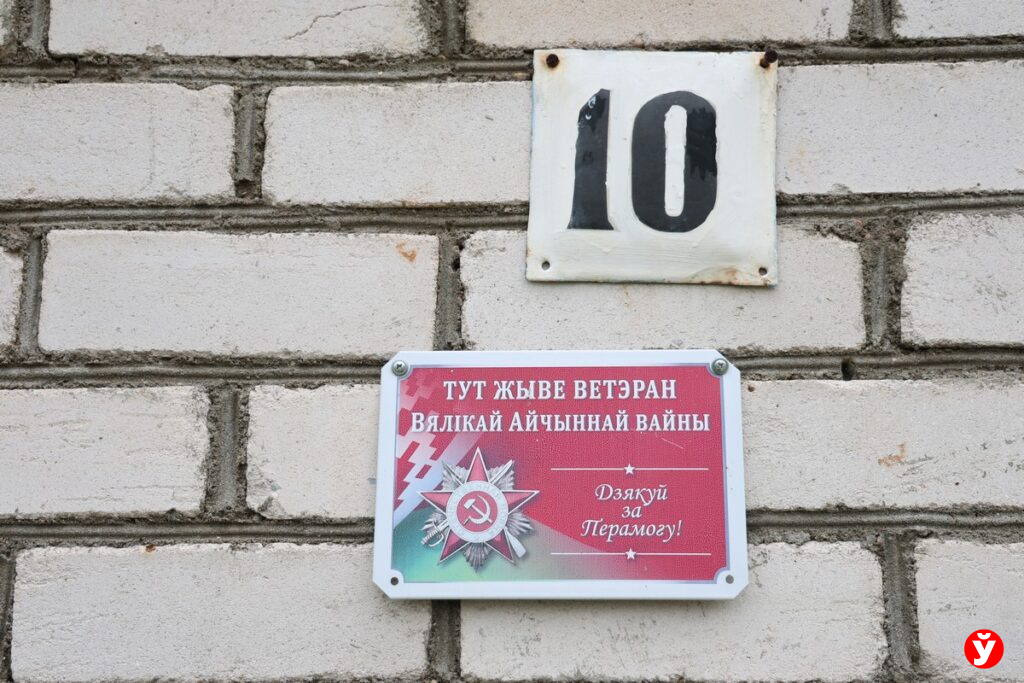 10
ТУТ ЖЫВЕ ВЕТЭРАН
ВЯЛІКАЙ АЙЧЫННАЙ ВАЙНЫ
Дзякуй
за
Перамогу!
Ў